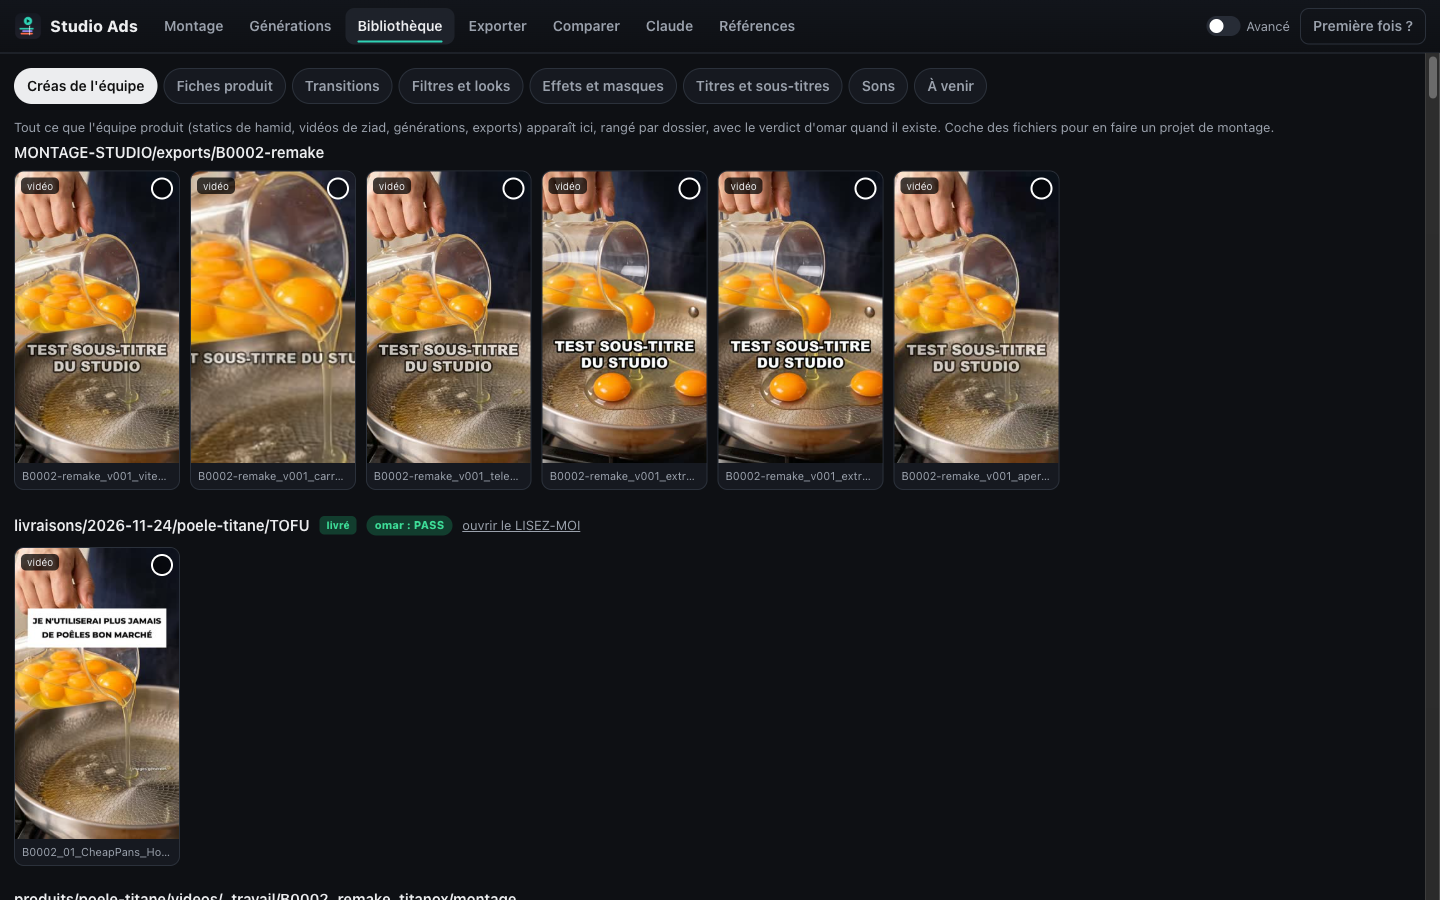 Studio Ads
Montage
Générations
Bibliothèque
Exporter
Comparer
Claude
Références
Avancé
Première fois ?
Créas de l'équipe
Fiches produit
Transitions
Filtres et looks
Effets et masques
Titres et sous-titres
Sons
À venir
Tout ce que l'équipe produit (statics de hamid, vidéos de ziad, générations, exports) apparaît ici, rangé par dossier, avec le verdict d'omar quand il existe. Coche des fichiers pour en faire un projet de montage.
MONTAGE-STUDIO/exports/B0002-remake
vidéo
TEST SOUS-TITRE
DU STUDIO
B0002-remake_v001_vite...
vidéo
T SOUS-TITRE DU STU
B0002-remake_v001_carr...
vidéo
TEST SOUS-TITRE
DU STUDIO
B0002-remake_v001_tele...
vidéo
TEST SOUS-TITRE
DU STUDIO
B0002-remake_v001_extr...
vidéo
TEST SOUS-TITRE
DU STUDIO
B0002-remake_v001_extr...
vidéo
TEST SOUS-TITRE
DU STUDIO
B0002-remake_v001_aper...
livraisons/2026-11-24/poele-titane/TOFU
livré
omar : PASS
ouvrir le LISEZ-MOI
vidéo
JE N'UTILISERAI PLUS JAMAIS
DE POÊLES BON MARCHÉ
B0002_01_CheapPans_Ho...
produits/poele-titane/videos/_travail/B0002_remake_titanox/montage